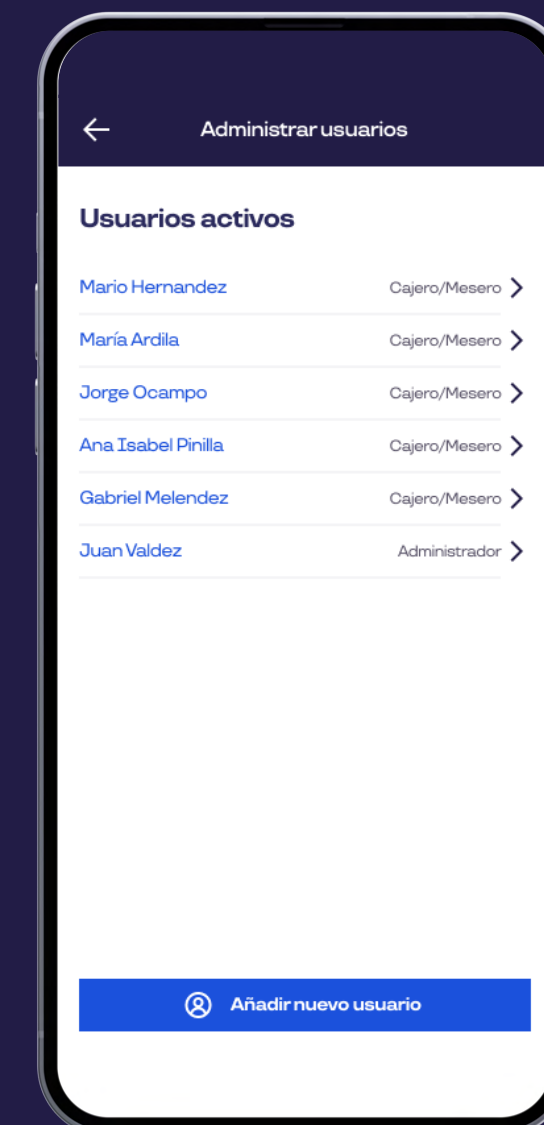 Administrar usuarios
Usuarios activos
Mario Hernandez Cajero/Mesero
María Ardila Cajero/Mesero
Jorge Ocampo Cajero/Mesero
Ana Isabel Pinilla Cajero/Mesero
Gabriel Melendez Cajero/Mesero
Juan Valdez Administrador
Añadir nuevo usuario